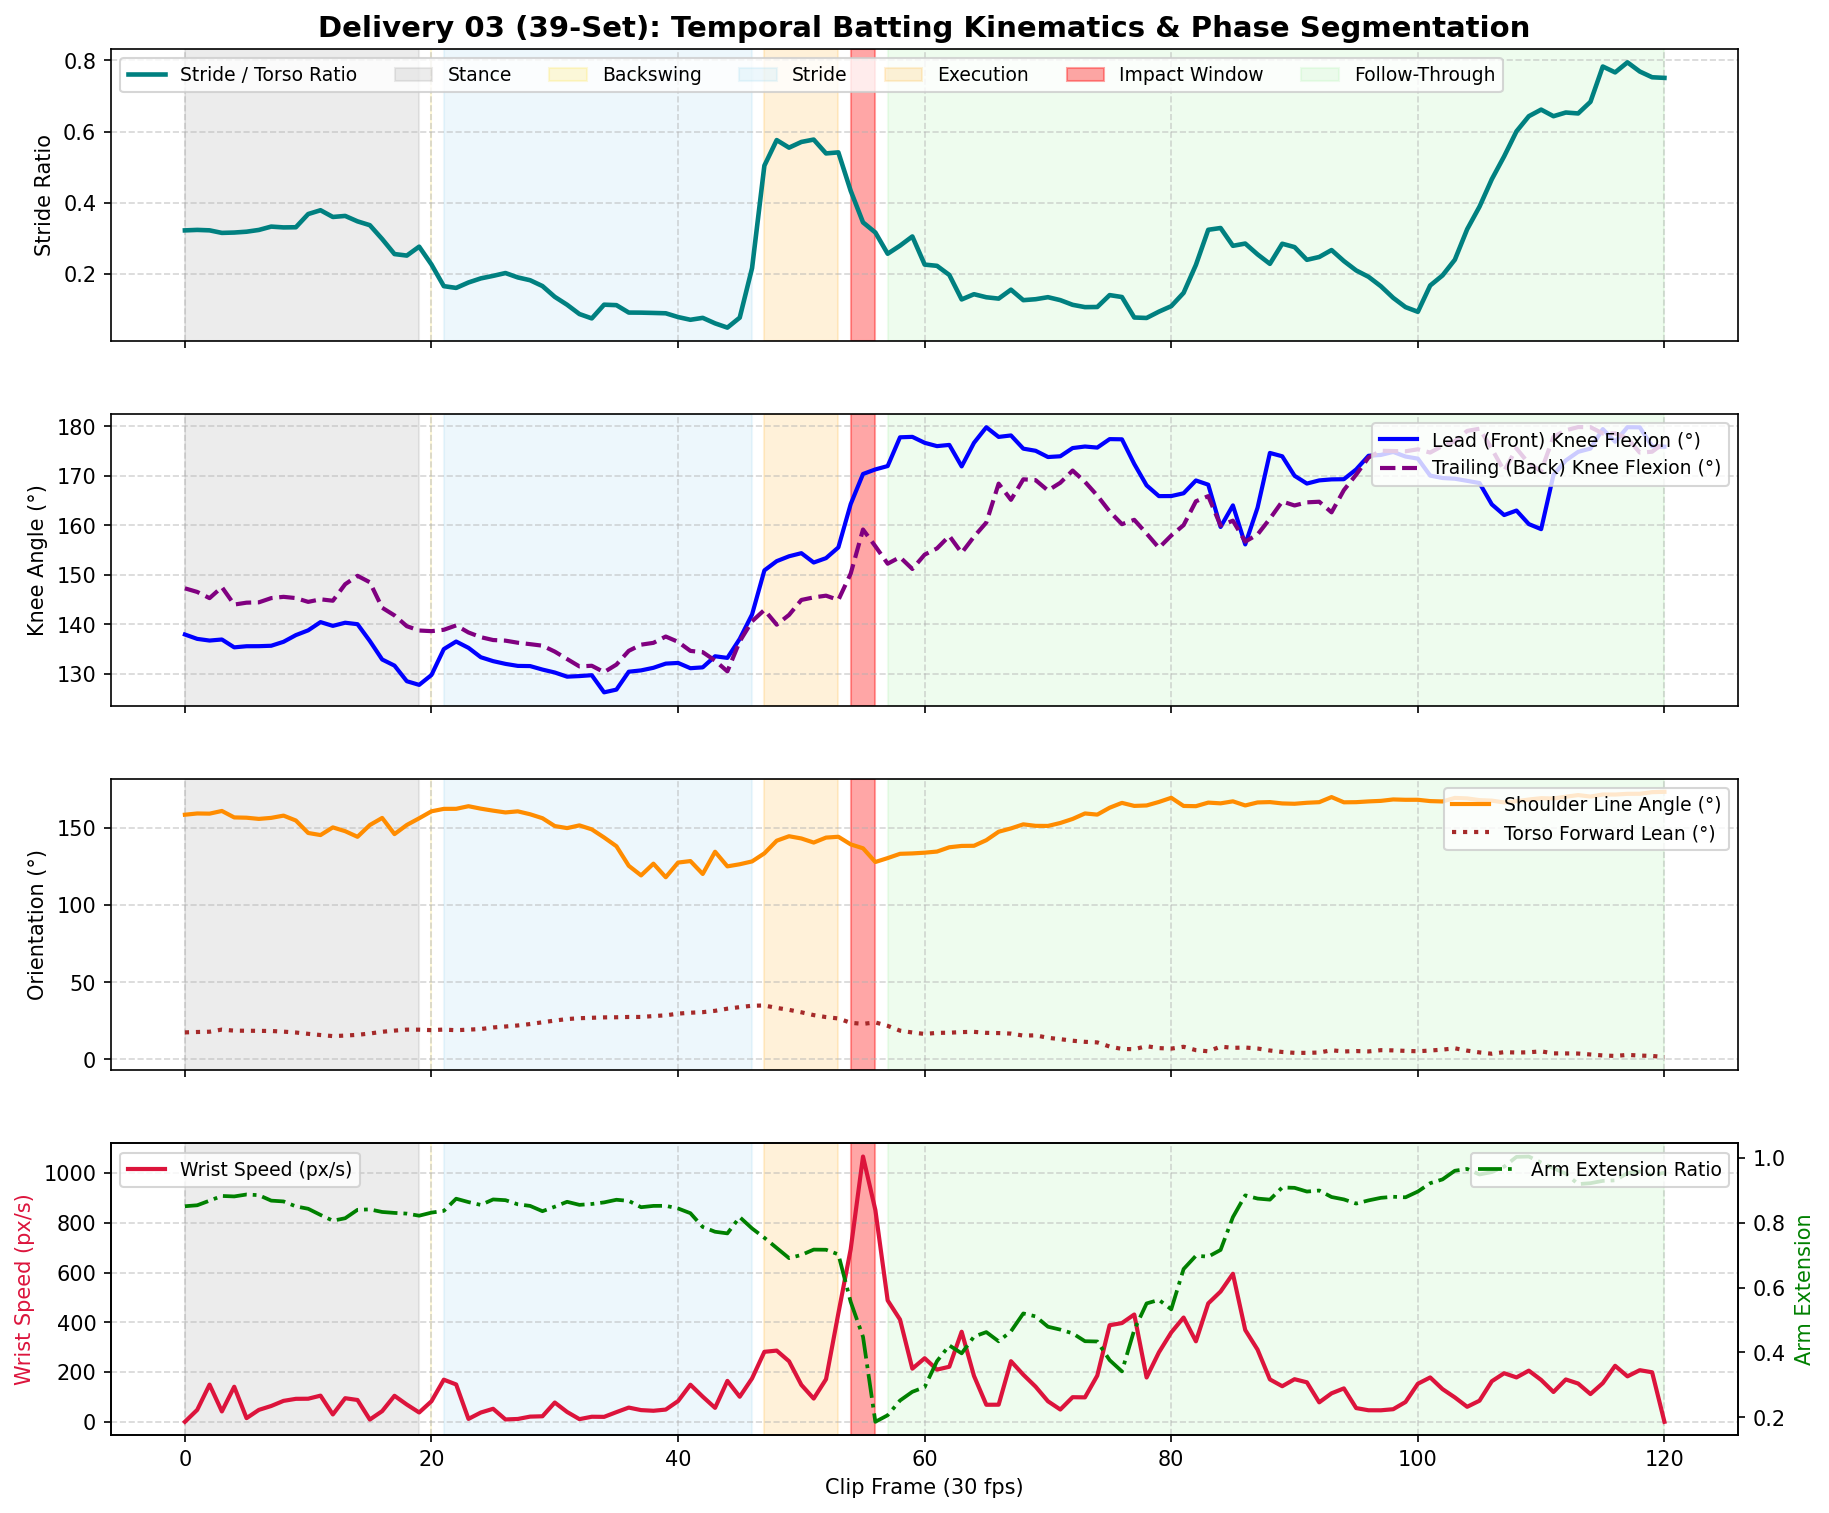 Delivery 03 (39-Set): Temporal Batting Kinematics & Phase Segmentation
Stride / Torso Ratio
Stance
Backswing
Stride
Execution
Impact Window
Follow-Through
Stride Ratio
0.8
0.6
0.4
0.2
Lead (Front) Knee Flexion (°)
Trailing (Back) Knee Flexion (°)
Knee Angle (°)
180
170
160
150
140
130
Shoulder Line Angle (°)
Torso Forward Lean (°)
Orientation (°)
150
100
50
0
Wrist Speed (px/s)
Arm Extension Ratio
Wrist Speed (px/s)
1000
800
600
400
200
0
1.0
0.8
0.6
0.4
0.2
Arm Extension
0
20
40
60
80
100
120
Clip Frame (30 fps)